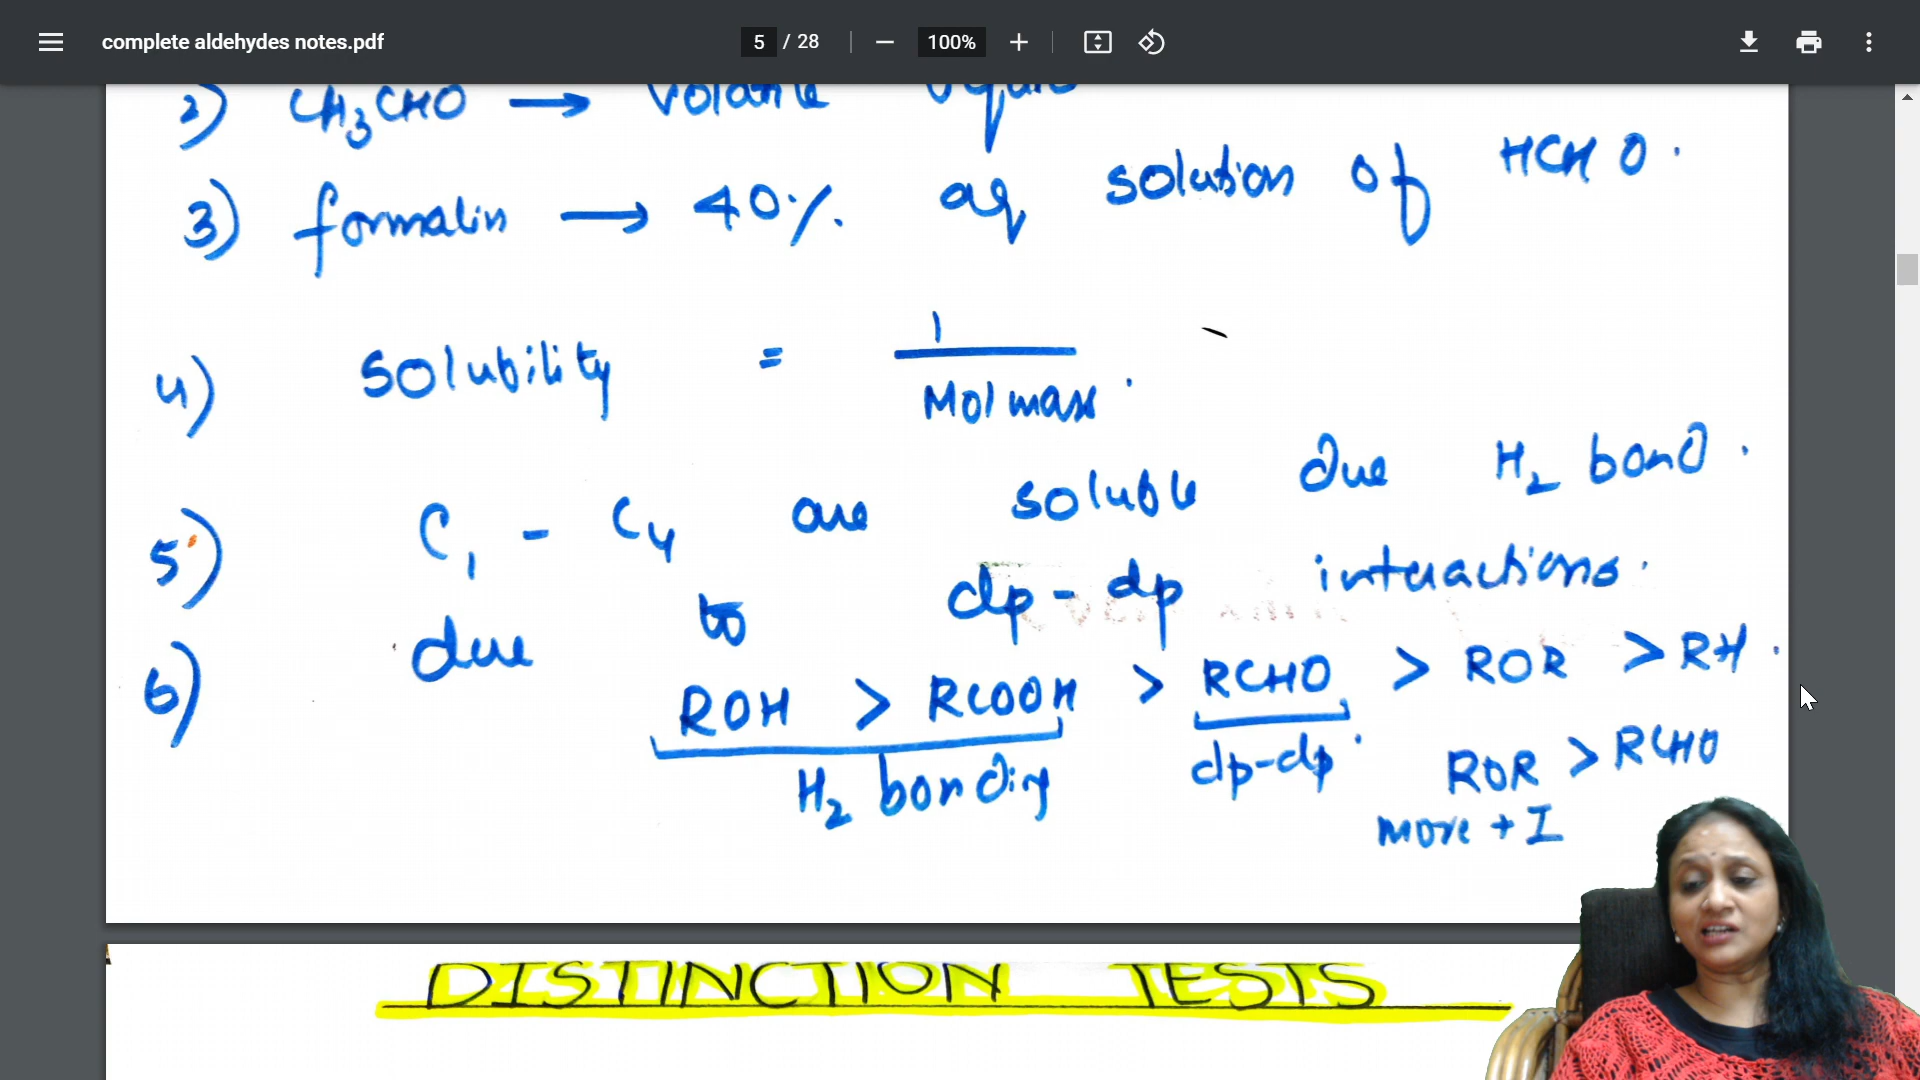 complete aldehydes notes.pdf
5 / 28
100%
2) CH3CHO → volatile liquid
3) formalin → 40% aq solution of HCHO.
4) solubility = 1 / Mol mass.
5) C1 - C4 are soluble due H2 bond.
6) due to dp-dp interactions.
ROH > RCOOH > RCHO > ROR > RH.
H2 bonding dp-dp. ROR > RCHO
more + I
DISTINCTION TESTS